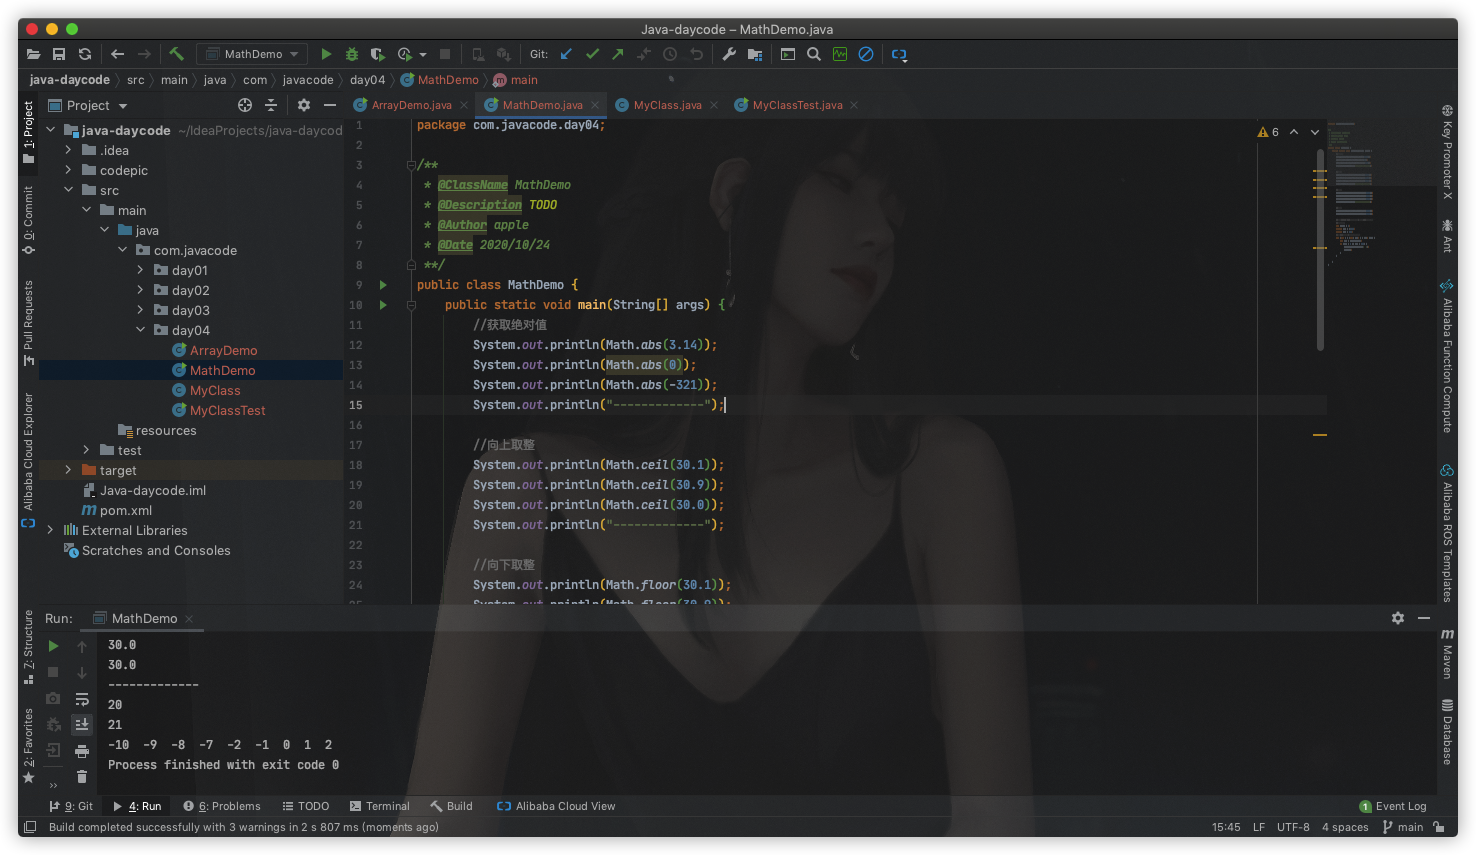 Java-daycode – MathDemo.java
MathDemo
Git:
java-daycode src main java com javacode day04 MathDemo main
Project
ArrayDemo.java MathDemo.java MyClass.java MyClassTest.java
java-daycode ~/IdeaProjects/java-daycod
.idea
codepic
src
main
java
com.javacode
day01
day02
day03
day04
ArrayDemo
MathDemo
MyClass
MyClassTest
resources
test
target
Java-daycode.iml
pom.xml
External Libraries
Scratches and Consoles
1: Project
0: Commit
Pull Requests
Alibaba Cloud Explorer
7: Structure
2: Favorites
6
1 package com.javacode.day04;
2
3 /**
4 * @ClassName MathDemo
5 * @Description TODO
6 * @Author apple
7 * @Date 2020/10/24
8 **/
9 public class MathDemo {
10 public static void main(String[] args) {
11 //获取绝对值
12 System.out.println(Math.abs(3.14));
13 System.out.println(Math.abs(0));
14 System.out.println(Math.abs(-321));
15 System.out.println("-------------");
16
17 //向上取整
18 System.out.println(Math.ceil(30.1));
19 System.out.println(Math.ceil(30.9));
20 System.out.println(Math.ceil(30.0));
21 System.out.println("-------------");
22
23 //向下取整
24 System.out.println(Math.floor(30.1));
25 System.out.println(Math.floor(30.9));
Key Promoter X
Ant
Alibaba Function Compute
Alibaba ROS Templates
Maven
Database
Run: MathDemo
30.0
30.0
-------------
20
21
-10 -9 -8 -7 -2 -1 0 1 2
Process finished with exit code 0
9: Git 4: Run 6: Problems TODO Terminal Build Alibaba Cloud View 1 Event Log
Build completed successfully with 3 warnings in 2 s 807 ms (moments ago) 15:45 LF UTF-8 4 spaces main